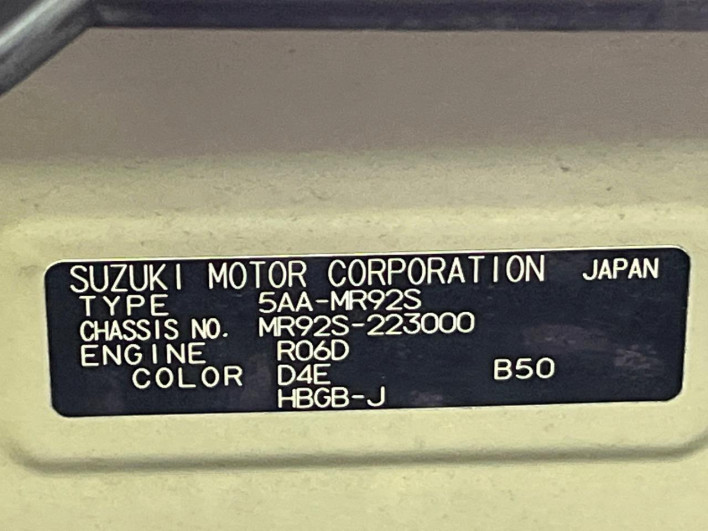 SUZUKI MOTOR CORPORATION JAPAN
TYPE 5AA-MR92S
CHASSIS NO. MR92S-223000
ENGINE R06D
COLOR D4E B50
HBGB-J